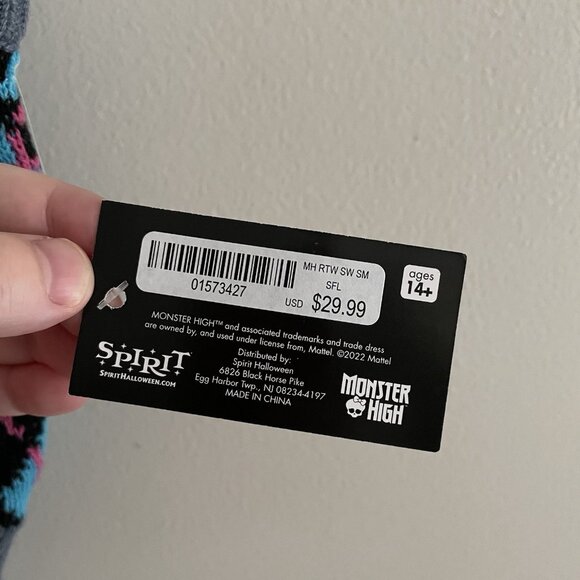 MH RTW SW SM
SFL
01573427
USD $29.99
ages
14+
MONSTER HIGH™ and associated trademarks and trade dress
are owned by, and used under license from, Mattel. ©2022 Mattel
SPIRIT
SPIRITHALLOWEEN.COM
Distributed by:
Spirit Halloween
6826 Black Horse Pike
Egg Harbor Twp., NJ 08234-4197
MADE IN CHINA
MONSTER
HIGH